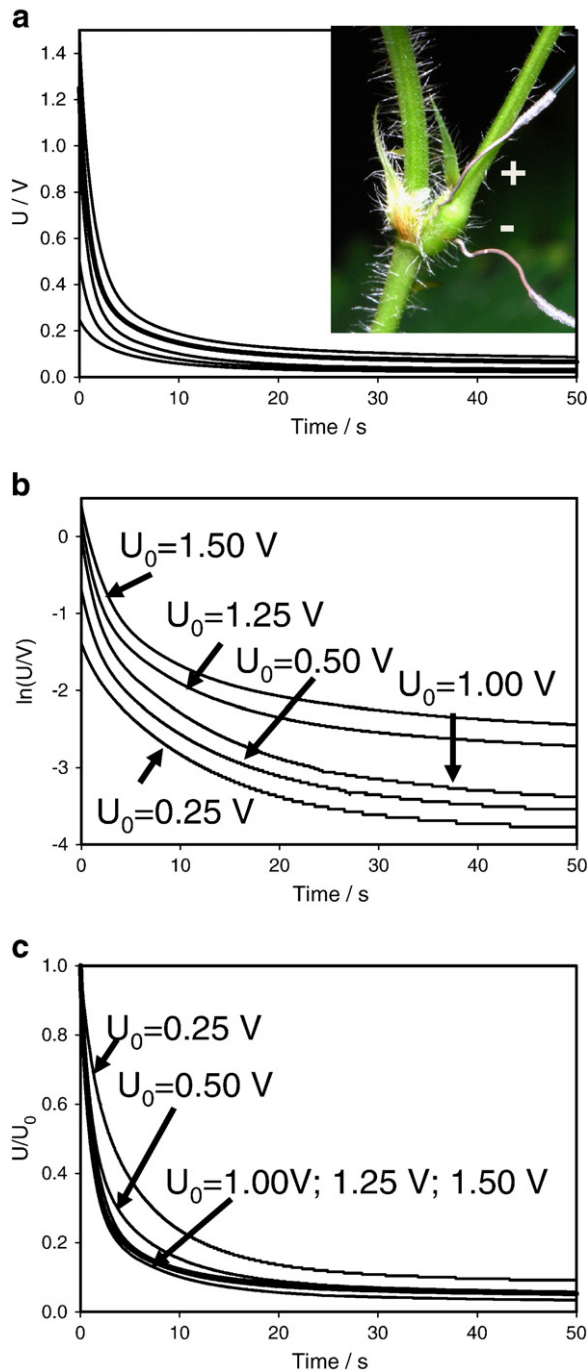 a
U / V
1.4
1.2
1.0
0.8
0.6
0.4
0.2
0.0
+
-
0 10 20 30 40 50
Time / s
b
ln(U/V)
0
-1
-2
-3
-4
U₀=1.50 V
U₀=1.25 V
U₀=0.50 V
U₀=1.00 V
U₀=0.25 V
0 10 20 30 40 50
Time / s
c
U/U₀
1.0
0.8
0.6
0.4
0.2
0.0
U₀=0.25 V
U₀=0.50 V
U₀=1.00V; 1.25 V; 1.50 V
0 10 20 30 40 50
Time / s